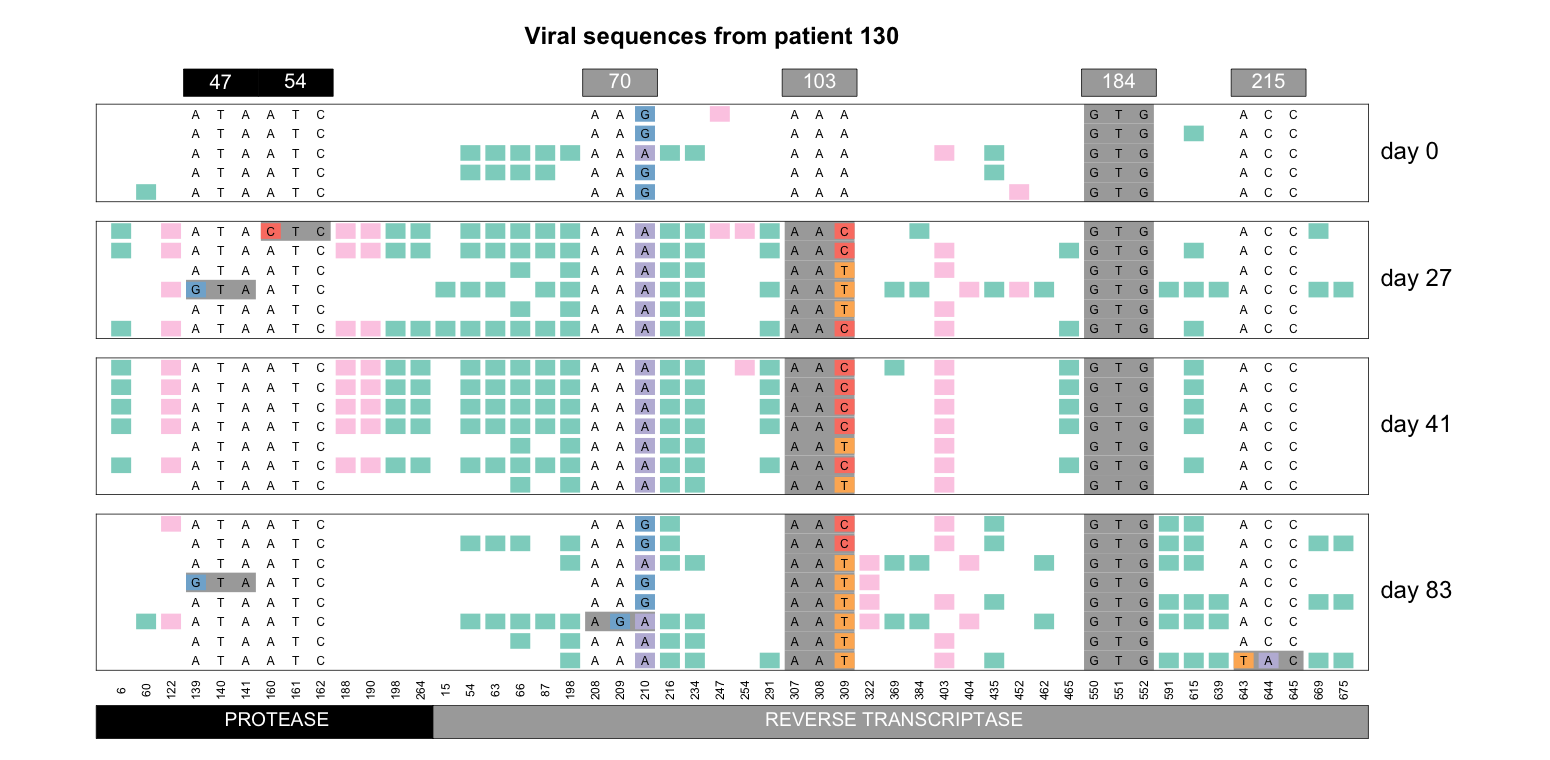 Viral sequences from patient 130
47 54 70 103 184 215
A T A A T C A A G A A A G T G A C C
A T A A T C A A G A A A G T G A C C
A T A A T C A A A A A A G T G A C C
day 0
A T A A T C A A G A A A G T G A C C
A T A A T C A A G A A A G T G A C C
A T A C T C A A A A A C G T G A C C
A T A A T C A A A A A C G T G A C C
A T A A T C A A A A A T G T G A C C
day 27
G T A A T C A A A A A T G T G A C C
A T A A T C A A A A A T G T G A C C
A T A A T C A A A A A C G T G A C C
A T A A T C A A A A A C G T G A C C
A T A A T C A A A A A C G T G A C C
A T A A T C A A A A A C G T G A C C
A T A A T C A A A A A C G T G A C C
day 41
A T A A T C A A A A A T G T G A C C
A T A A T C A A A A A C G T G A C C
A T A A T C A A A A A T G T G A C C
A T A A T C A A G A A C G T G A C C
A T A A T C A A G A A C G T G A C C
A T A A T C A A A A A T G T G A C C
G T A A T C A A G A A T G T G A C C
day 83
A T A A T C A A G A A T G T G A C C
A T A A T C A G A A A T G T G A C C
A T A A T C A A A A A T G T G A C C
A T A A T C A A A A A T G T G T A C
6 60 122 139 140 141 160 161 162 188 190 198 264 15 54 63 66 87 198 208 209 210 216 234 247 254 291 307 308 309 322 369 384 403 404 435 452 462 465 550 551 552 591 615 639 643 644 645 669 675
PROTEASE REVERSE TRANSCRIPTASE